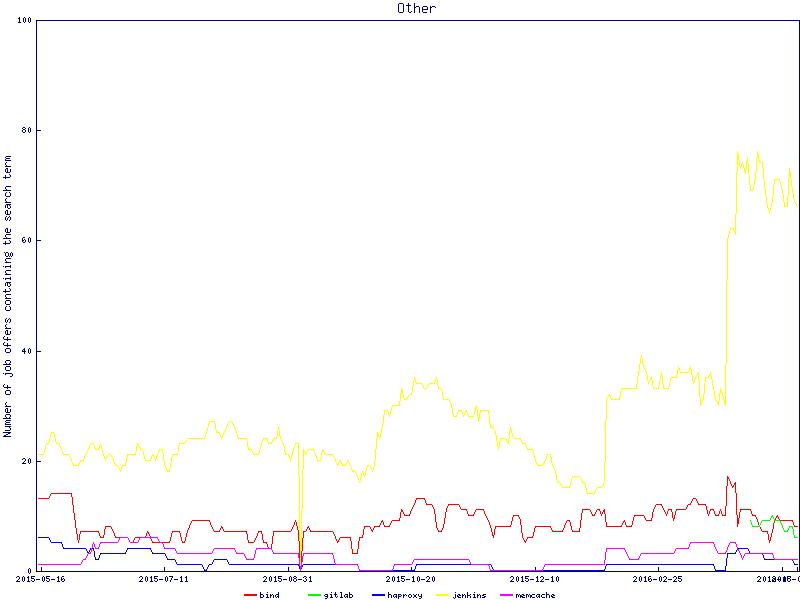 Other
Number of job offers containing the search term
100
80
60
40
20
0
2015-05-16 2015-07-11 2015-08-31 2015-10-20 2015-12-10 2016-02-25
bind gitlab haproxy jenkins memcache